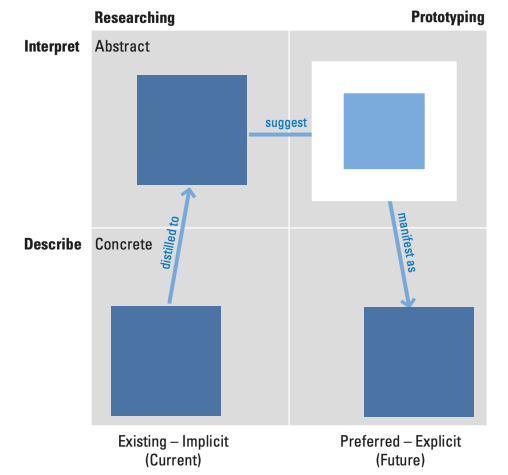 Researching
Prototyping
Interpret
Abstract
suggest
distilled to
manifest as
Describe
Concrete
Existing – Implicit
(Current)
Preferred – Explicit
(Future)